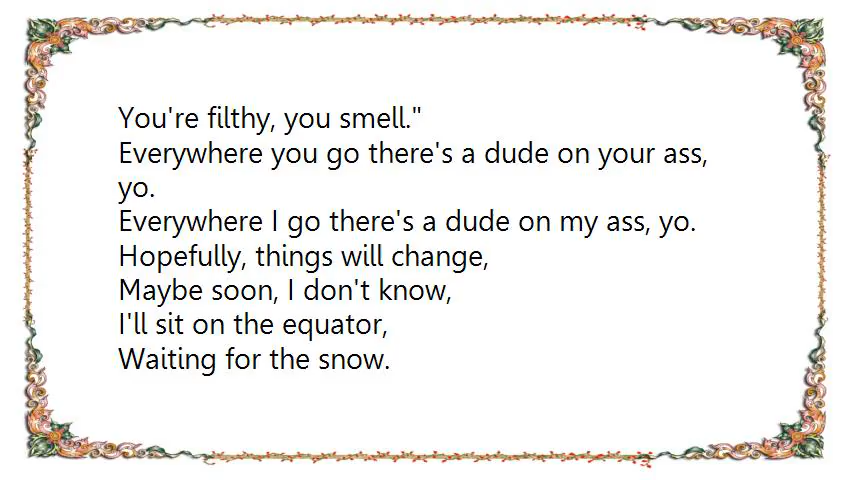 You're filthy, you smell."
Everywhere you go there's a dude on your ass,
yo.
Everywhere I go there's a dude on my ass, yo.
Hopefully, things will change,
Maybe soon, I don't know,
I'll sit on the equator,
Waiting for the snow.